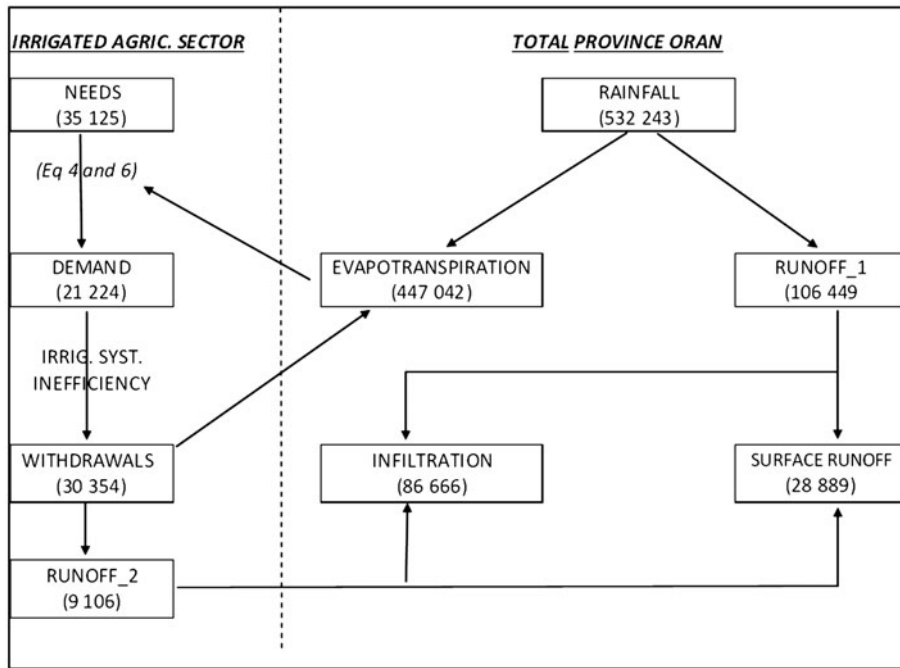 IRRIGATED AGRIC. SECTOR
TOTAL PROVINCE ORAN
NEEDS
(35 125)
RAINFALL
(532 243)
(Eq 4 and 6)
DEMAND
(21 224)
EVAPOTRANSPIRATION
(447 042)
RUNOFF_1
(106 449
IRRIG. SYST.
INEFFICIENCY
WITHDRAWALS
(30 354)
INFILTRATION
(86 666)
SURFACE RUNOFF
(28 889)
RUNOFF_2
(9 106)